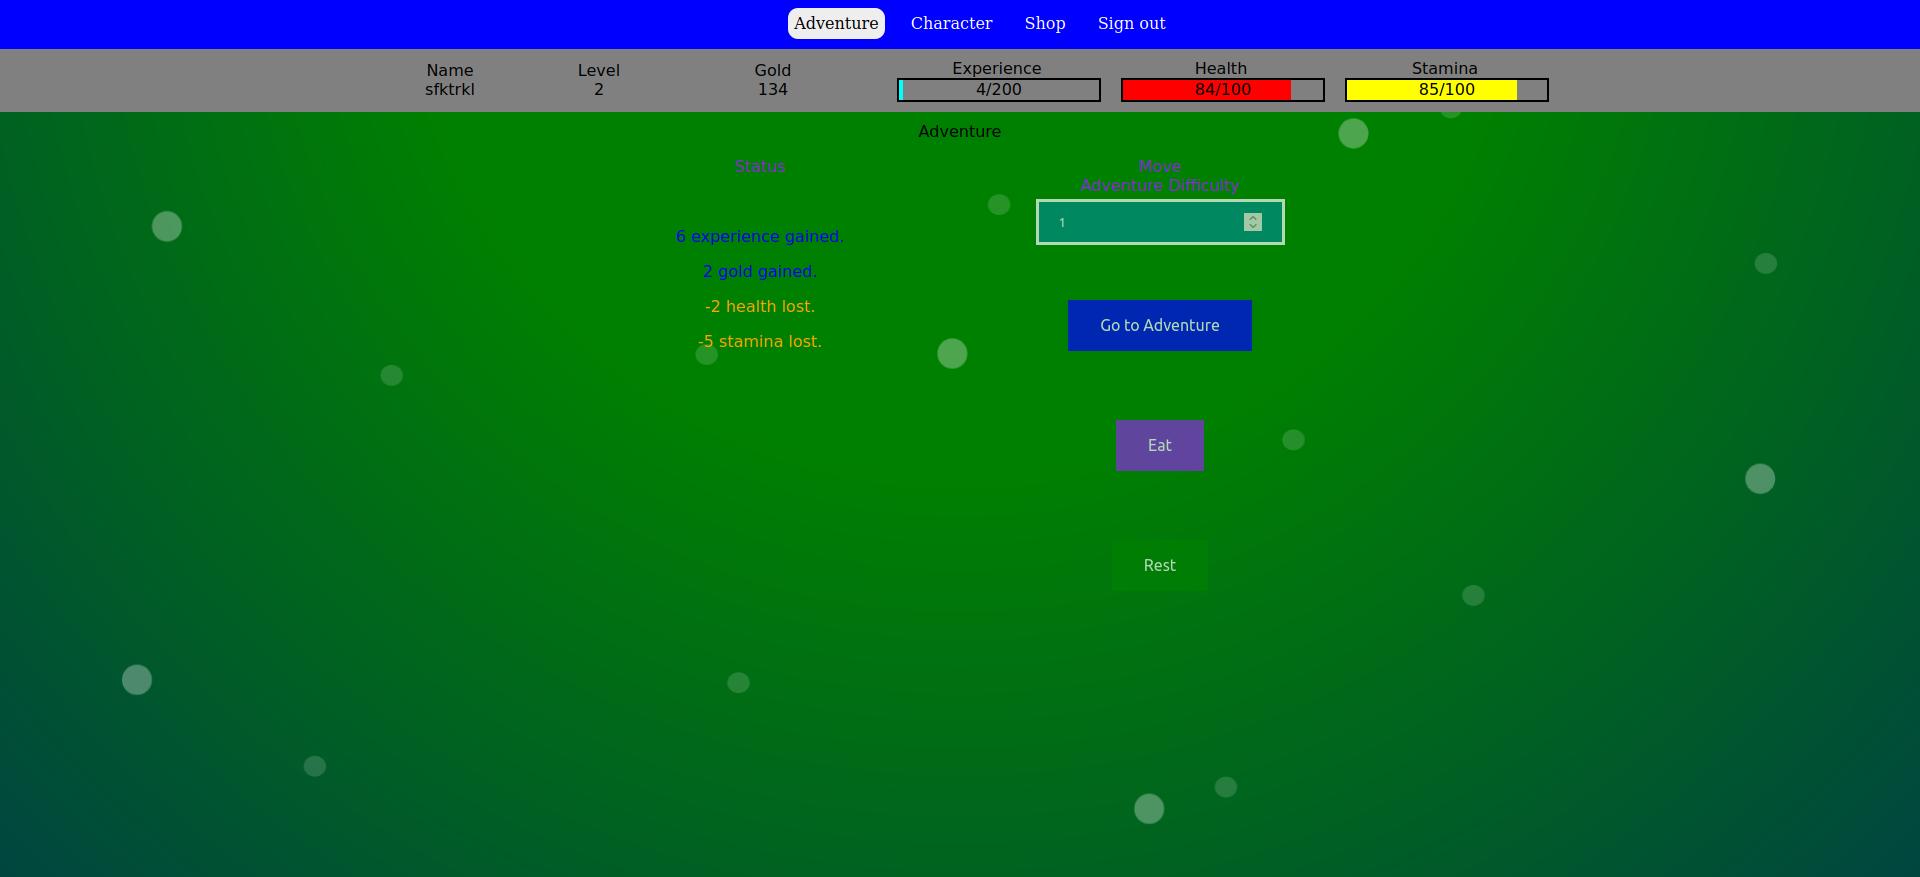 Adventure Character Shop Sign out
Name Level Gold Experience Health Stamina
sfktrkl 2 134 4/200 84/100 85/100
Adventure
Status
6 experience gained.
2 gold gained.
-2 health lost.
-5 stamina lost.
Move
Adventure Difficulty
1
Go to Adventure
Eat
Rest